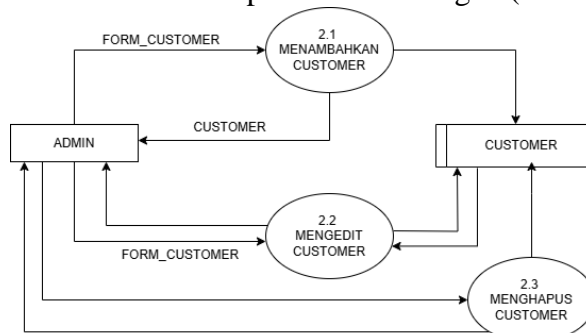 FORM_CUSTOMER
2.1
MENAMBAHKAN
CUSTOMER
CUSTOMER
ADMIN
CUSTOMER
2.2
MENGEDIT
CUSTOMER
FORM_CUSTOMER
2.3
MENGHAPUS
CUSTOMER